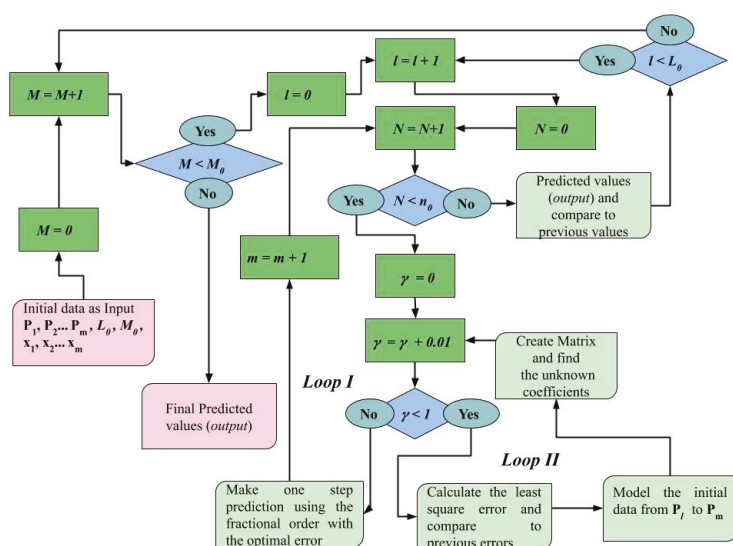 No
M = M+1
l = 0
l = l + 1
Yes
l < L₀
Yes
M < M₀
No
N = N+1
N = 0
Yes
N < n₀
No
Predicted values
(output) and
compare to
previous values
M = 0
m = m + 1
γ = 0
Initial data as Input
P₁, P₂... Pₘ, L₀, M₀,
x₁, x₂... xₘ
γ = γ + 0.01
Create Matrix
and find
the unknown
coefficients
Loop I
Final Predicted
values (output)
No
γ < 1
Yes
Loop II
Make one step
prediction using the
fractional order with
the optimal error
Calculate the least
square error and
compare to
previous errors
Model the initial
data from Pₗ to Pₘ